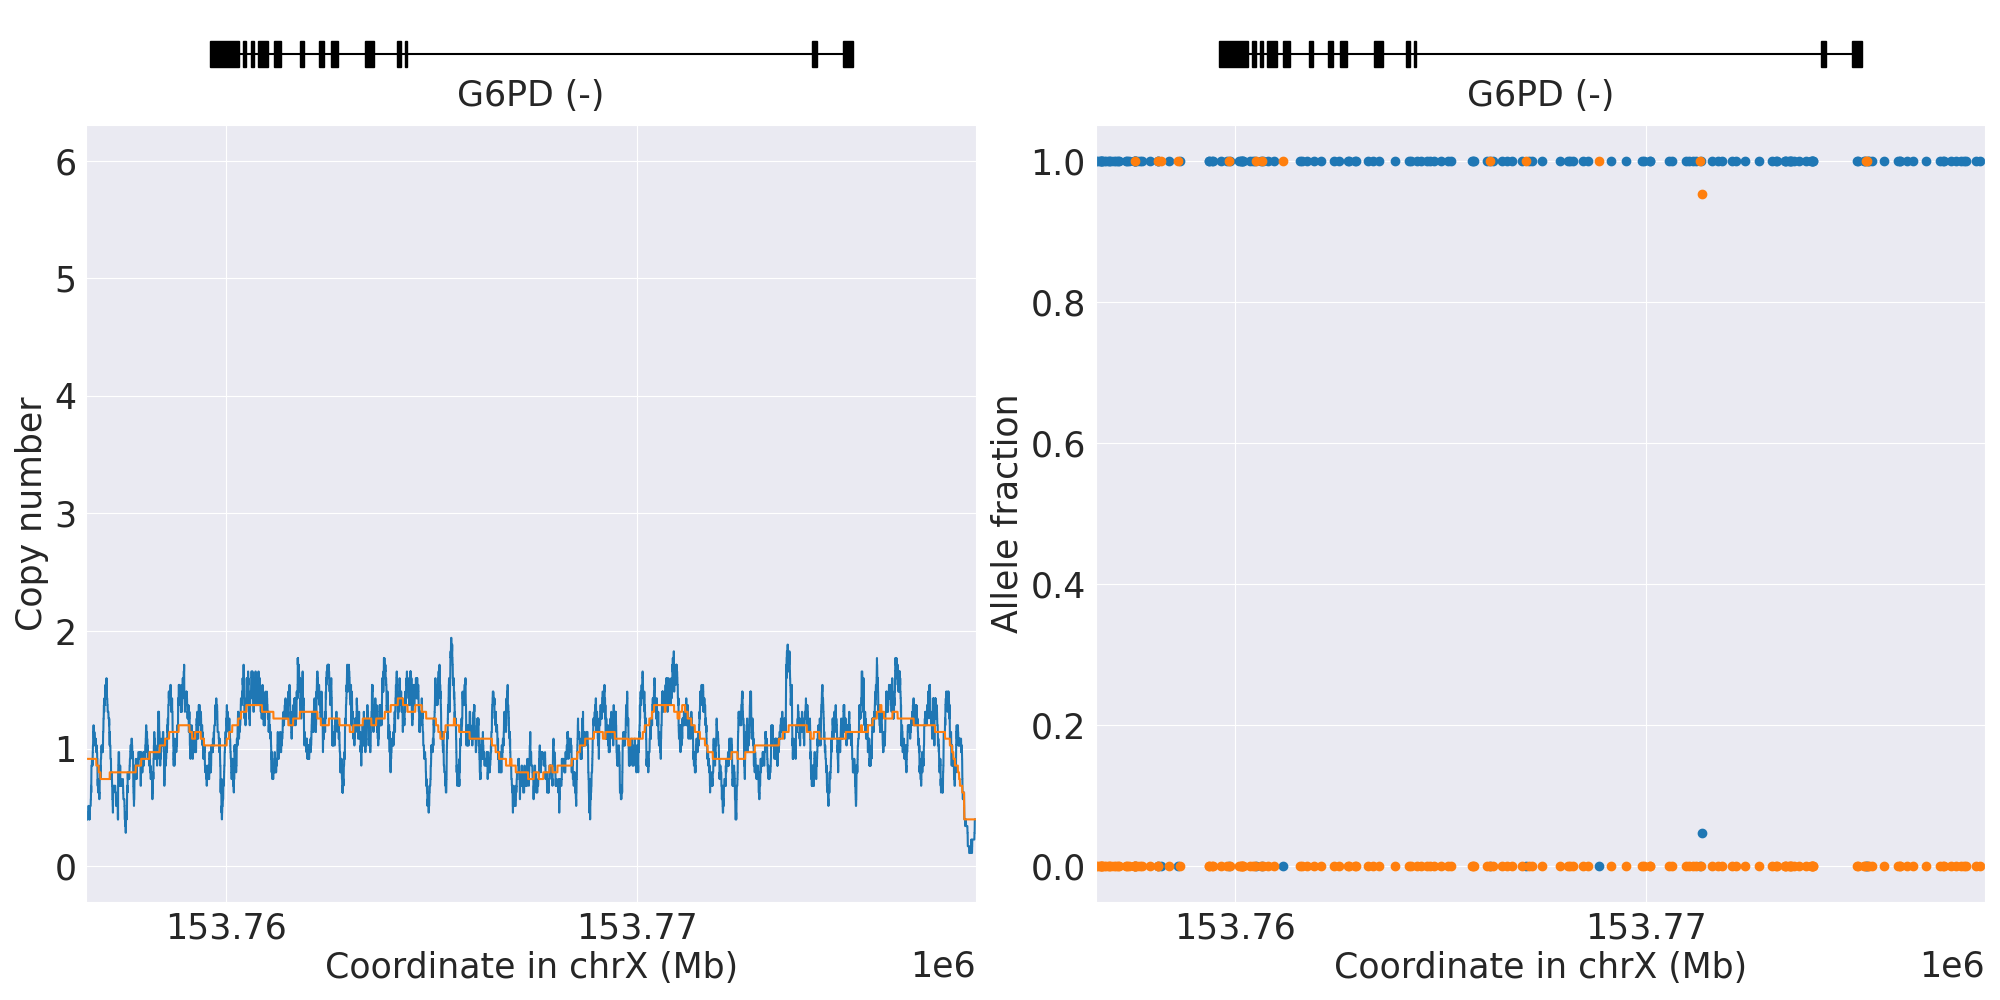 G6PD (-)
6
5
4
3
2
1
0
Copy number
153.76
153.77
Coordinate in chrX (Mb)
1e6
G6PD (-)
1.0
0.8
0.6
0.4
0.2
0.0
Allele fraction
153.76
153.77
Coordinate in chrX (Mb)
1e6